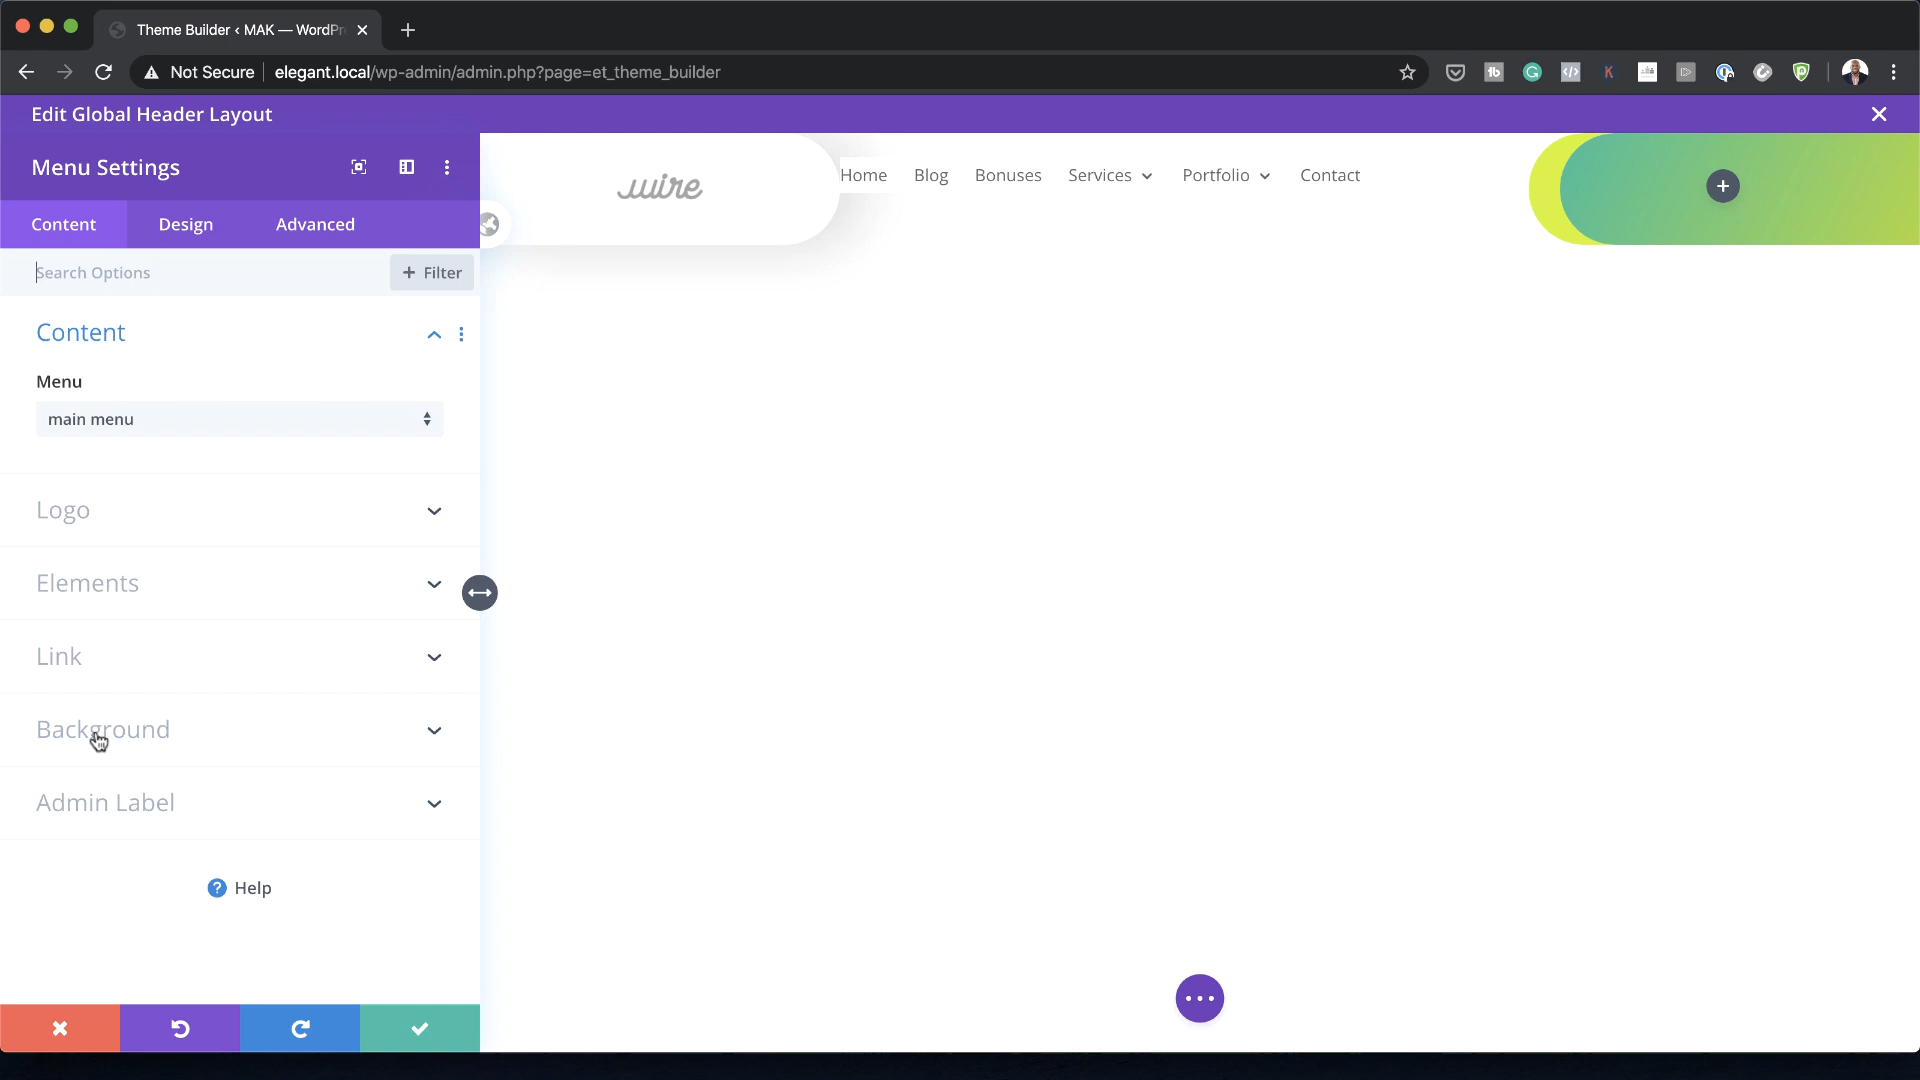 Theme Builder ‹ MAK — WordPr
Not Secure elegant.local/wp-admin/admin.php?page=et_theme_builder
Edit Global Header Layout
Menu Settings
Content Design Advanced
Search Options
+ Filter
Content
Menu
main menu
Logo
Elements
Link
Background
Admin Label
? Help
wire
Home Blog Bonuses Services Portfolio Contact